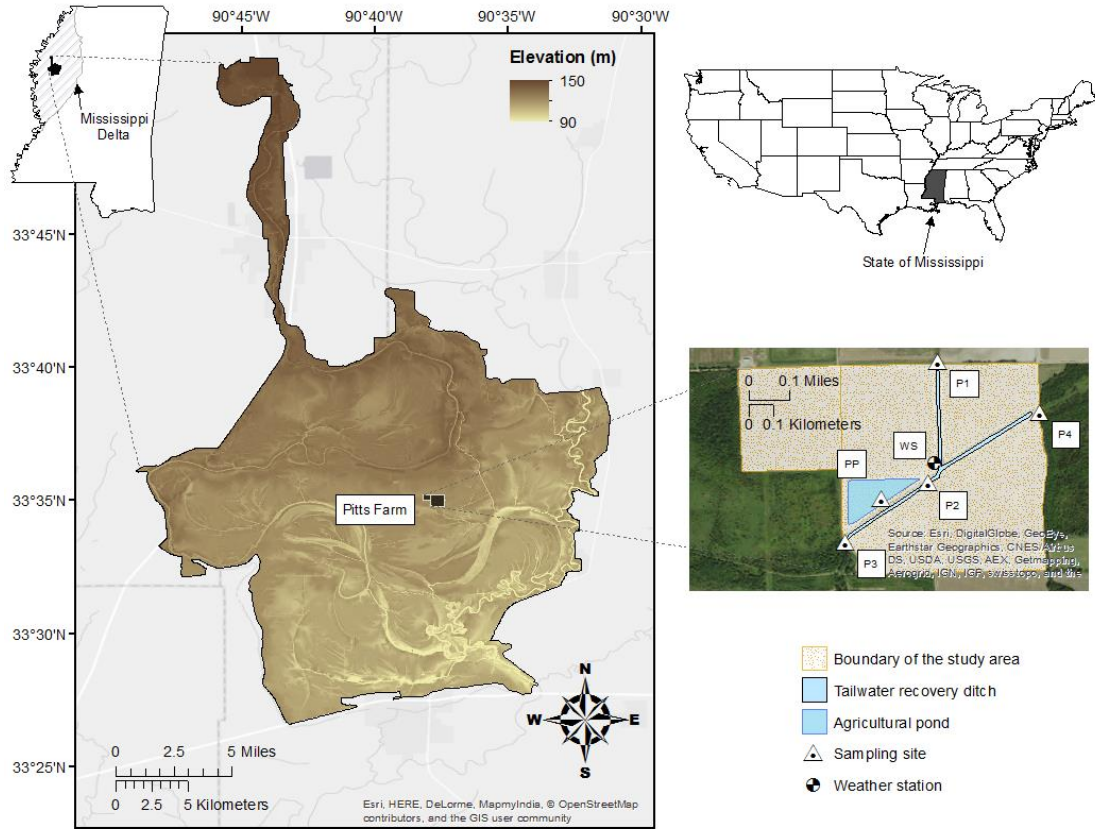 90°45'W 90°40'W 90°35'W 90°30'W
Mississippi
Delta
Elevation (m)
150
90
33°45'N
33°40'N
33°35'N
33°30'N
33°25'N
Pitts Farm
N
W E
S
0 2.5 5 Miles
0 2.5 5 Kilometers
Esri, HERE, DeLorme, MapmyIndia, © OpenStreetMap
contributors, and the GIS user community
State of Mississippi
0 0.1 Miles
0 0.1 Kilometers
P1
P4
WS
PP
P2
P3
Source: Esri, DigitalGlobe, GeoEye,
Earthstar Geographics, CNES/Airbus
DS, USDA, USGS, AEX, Getmapping,
Aerogrid, IGN, IGP, swisstopo, and the
Boundary of the study area
Tailwater recovery ditch
Agricultural pond
Sampling site
Weather station